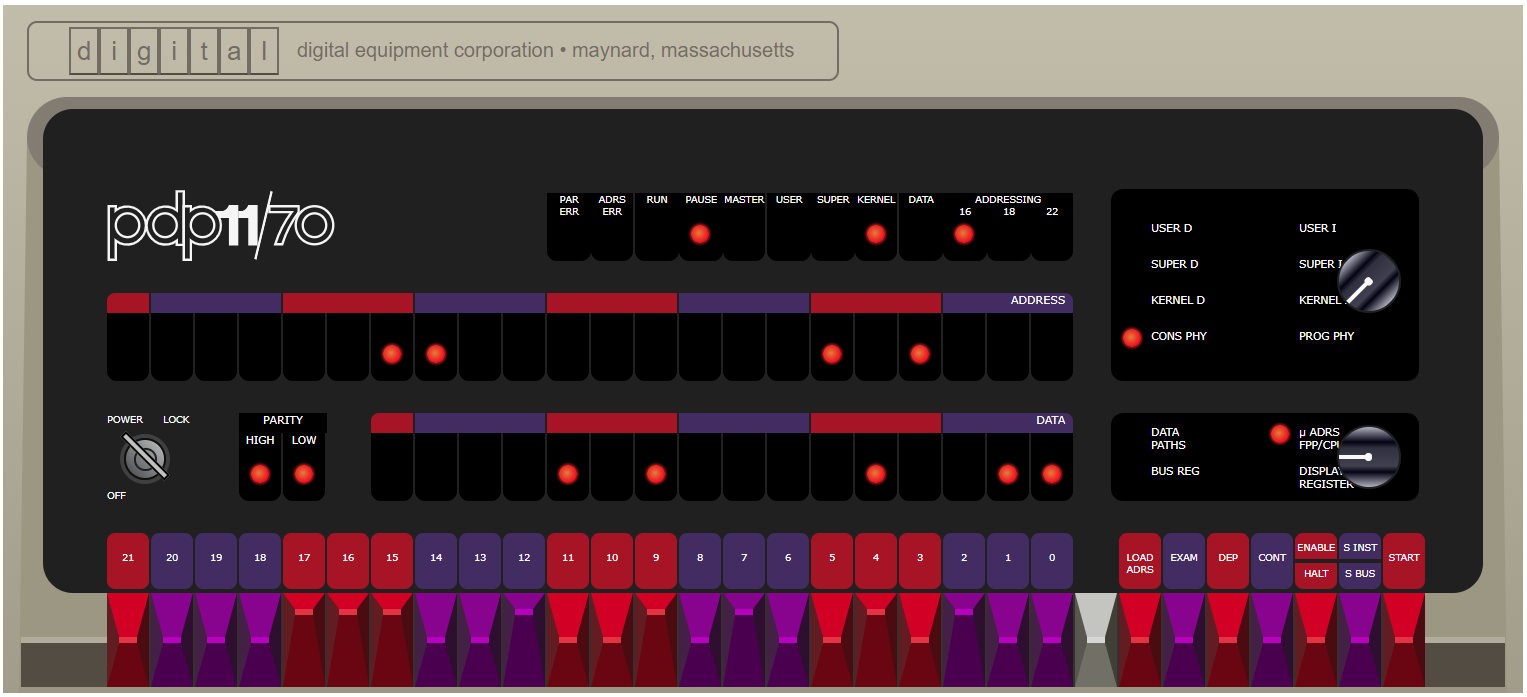 digital digital equipment corporation • maynard, massachusetts
pdp11/70
PAR ERR ADRS ERR RUN PAUSE MASTER USER SUPER KERNEL DATA ADDRESSING 16 18 22
USER D USER I
SUPER D SUPER I
KERNEL D KERNEL
CONS PHY PROG PHY
ADDRESS
POWER LOCK
OFF
PARITY
HIGH LOW
DATA
DATA PATHS
µ ADRS
FPP/CPU
BUS REG
DISPLAY
REGISTER
21 20 19 18 17 16 15 14 13 12 11 10 9 8 7 6 5 4 3 2 1 0
LOAD ADRS EXAM DEP CONT ENABLE HALT S INST S BUS START